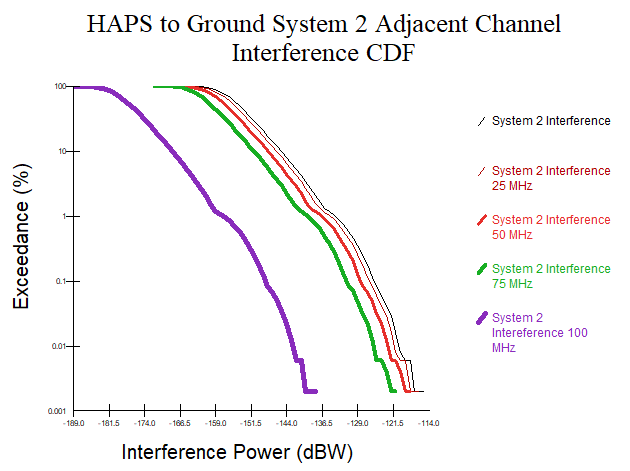 HAPS to Ground System 2 Adjacent Channel
Interference CDF
100
10
1
0.1
0.01
0.001
Exceedance (%)
-189.0 -181.5 -174.0 -166.5 -159.0 -151.5 -144.0 -136.5 -129.0 -121.5 -114.0
Interference Power (dBW)
System 2 Interference
System 2 Interference
25 MHz
System 2 Interference
50 MHz
System 2 Interference
75 MHz
System 2
Intereference 100
MHz